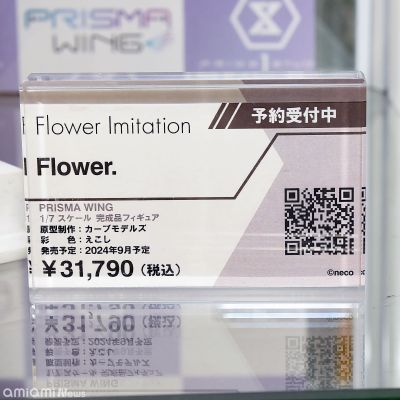 PRISMA
WING
Flower Imitation
予約受付中
Flower.
PRISMA WING
1/7 スケール 完成品フィギュア
原型制作：カーブモデルズ
彩　　色：えこし
発売予定：2024年9月予定
￥31,790（税込）
©neco
amiami News